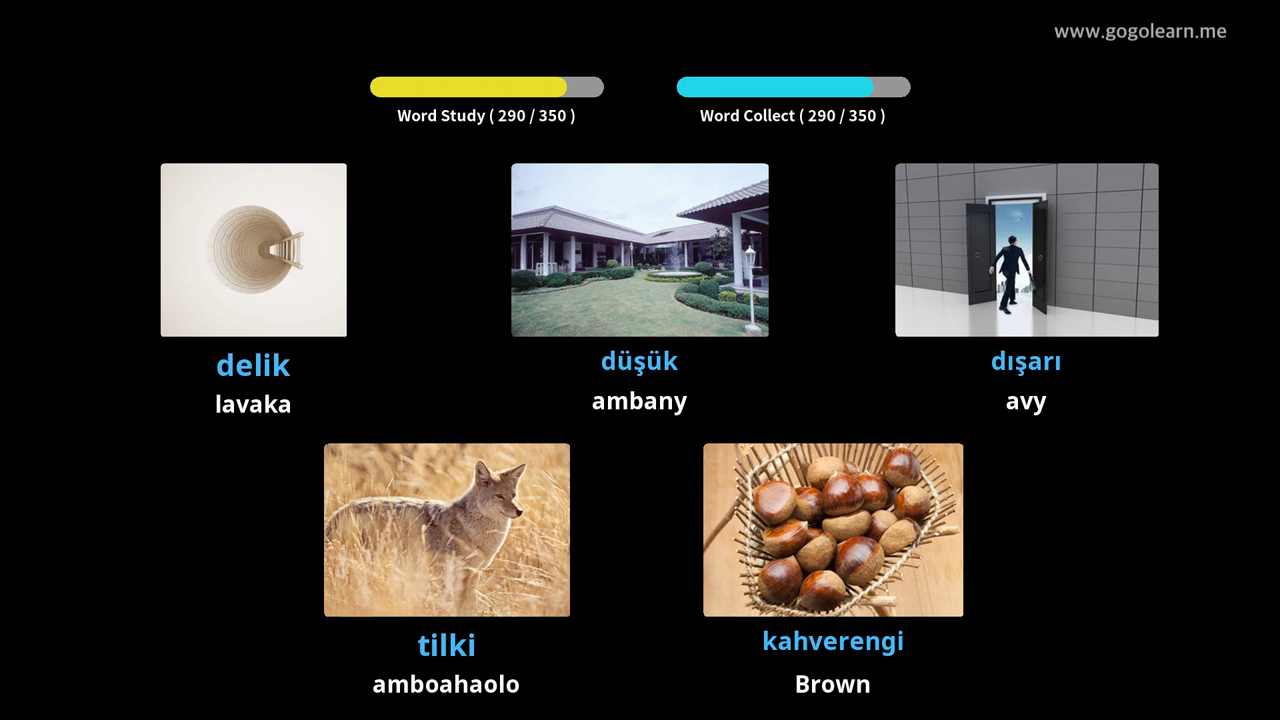 www.gogolearn.me
Word Study ( 290 / 350 )
Word Collect ( 290 / 350 )
delik
lavaka
düşük
ambany
dışarı
avy
tilki
amboahaolo
kahverengi
Brown